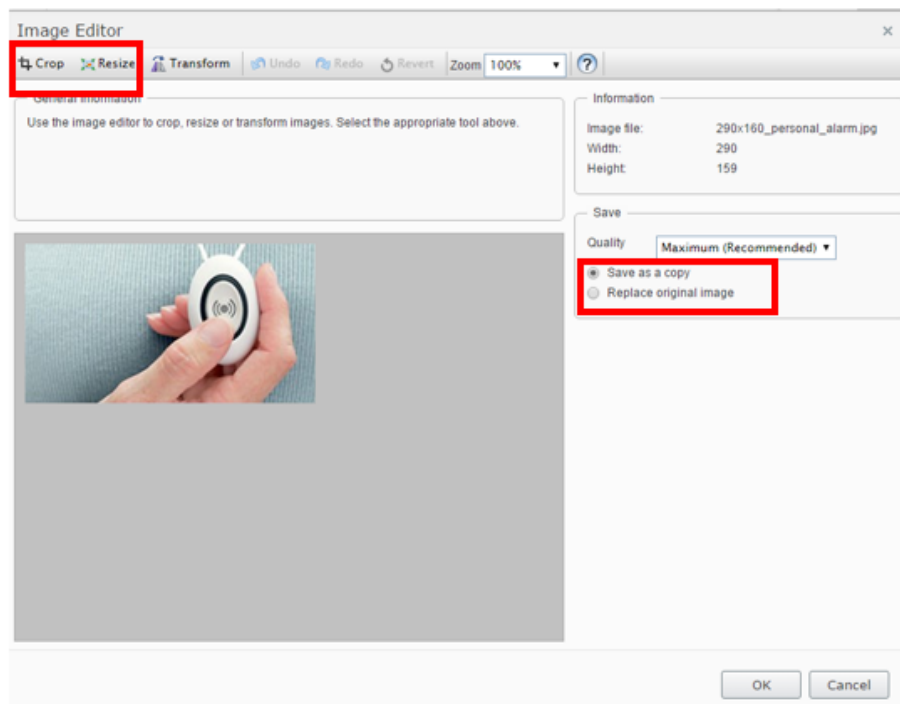 Image Editor ×
Crop Resize Transform Undo Redo Revert Zoom 100% ?
General Information
Use the image editor to crop, resize or transform images. Select the appropriate tool above.
Information
Image file: 290x160_personal_alarm.jpg
Width: 290
Height: 159
Save
Quality Maximum (Recommended)
Save as a copy
Replace original image
OK Cancel